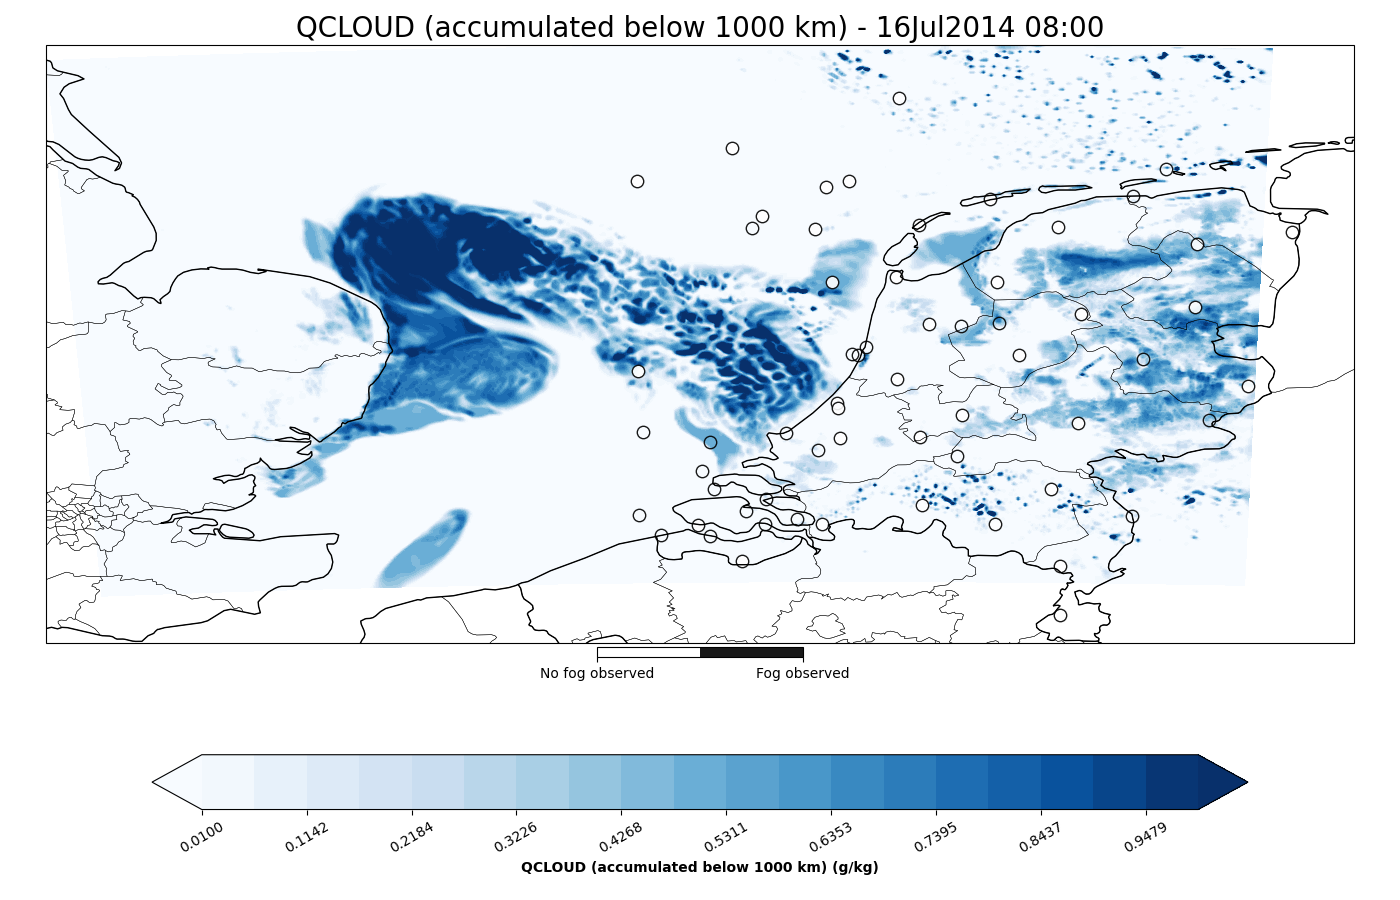 QCLOUD (accumulated below 1000 km) - 16Jul2014 08:00
No fog observed Fog observed
0.0100 0.1142 0.2184 0.3226 0.4268 0.5311 0.6353 0.7395 0.8437 0.9479
QCLOUD (accumulated below 1000 km) (g/kg)